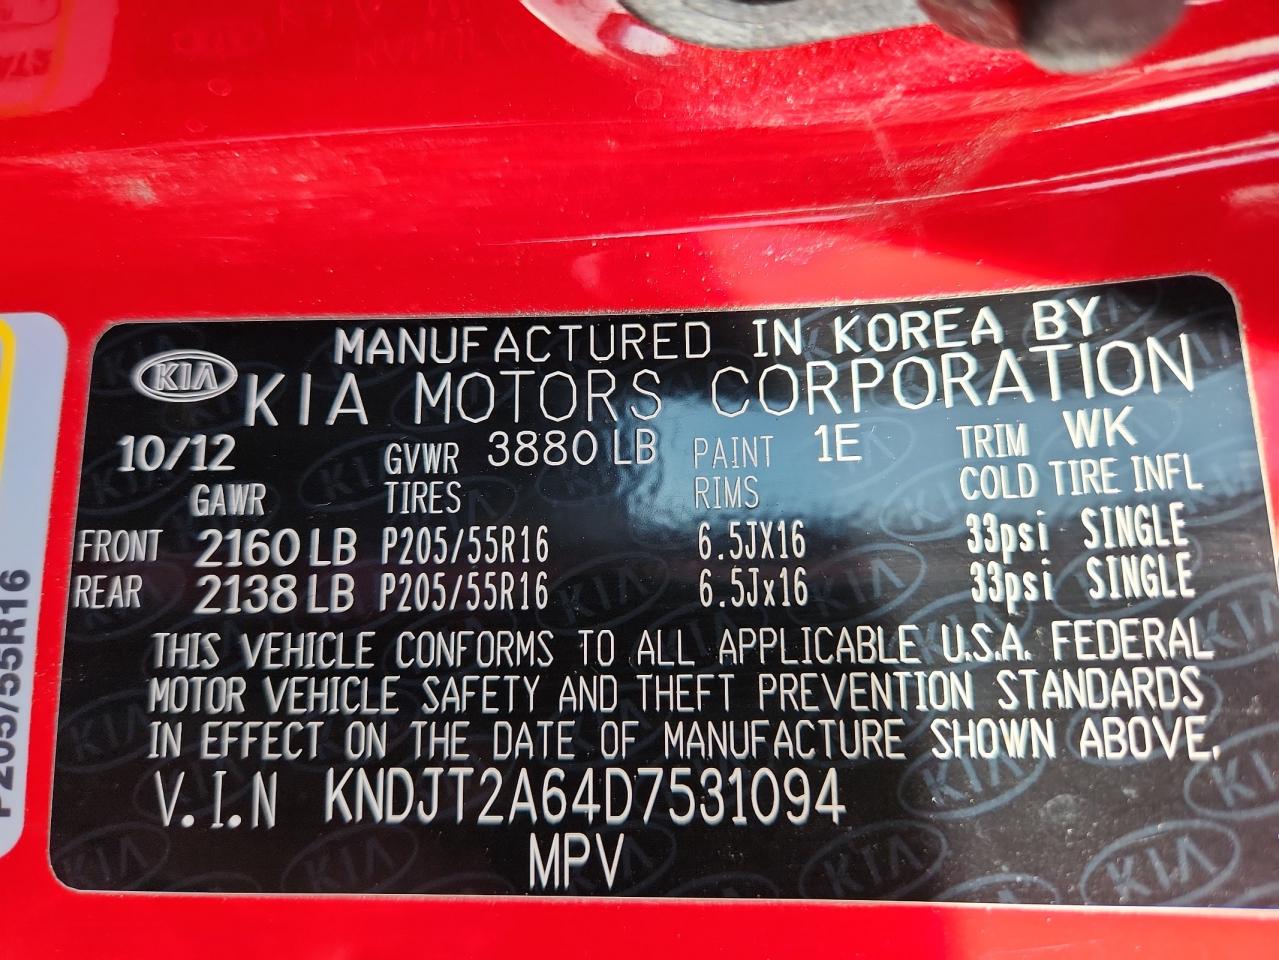 MANUFACTURED IN KOREA BY
KIA KIA MOTORS CORPORATION
10/12 GVWR 3880 LB PAINT 1E TRIM WK
GAWR TIRES RIMS COLD TIRE INFL
FRONT 2160 LB P205/55R16 6.5JX16 33psi SINGLE
REAR 2138 LB P205/55R16 6.5Jx16 33psi SINGLE
THIS VEHICLE CONFORMS TO ALL APPLICABLE U.S.A. FEDERAL
MOTOR VEHICLE SAFETY AND THEFT PREVENTION STANDARDS
IN EFFECT ON THE DATE OF MANUFACTURE SHOWN ABOVE.
V.I.N KNDJT2A64D7531094
MPV
P205/55R16